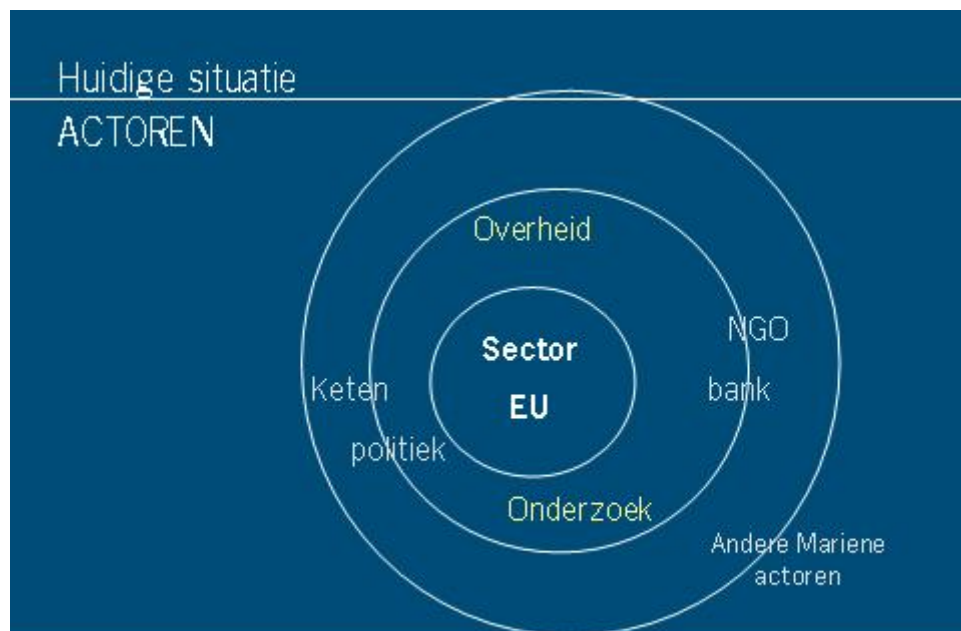 Huidige situatie
ACTOREN
Overheid
NGO
Sector
Keten
bank
EU
politiek
Onderzoek
Andere Mariene
actoren